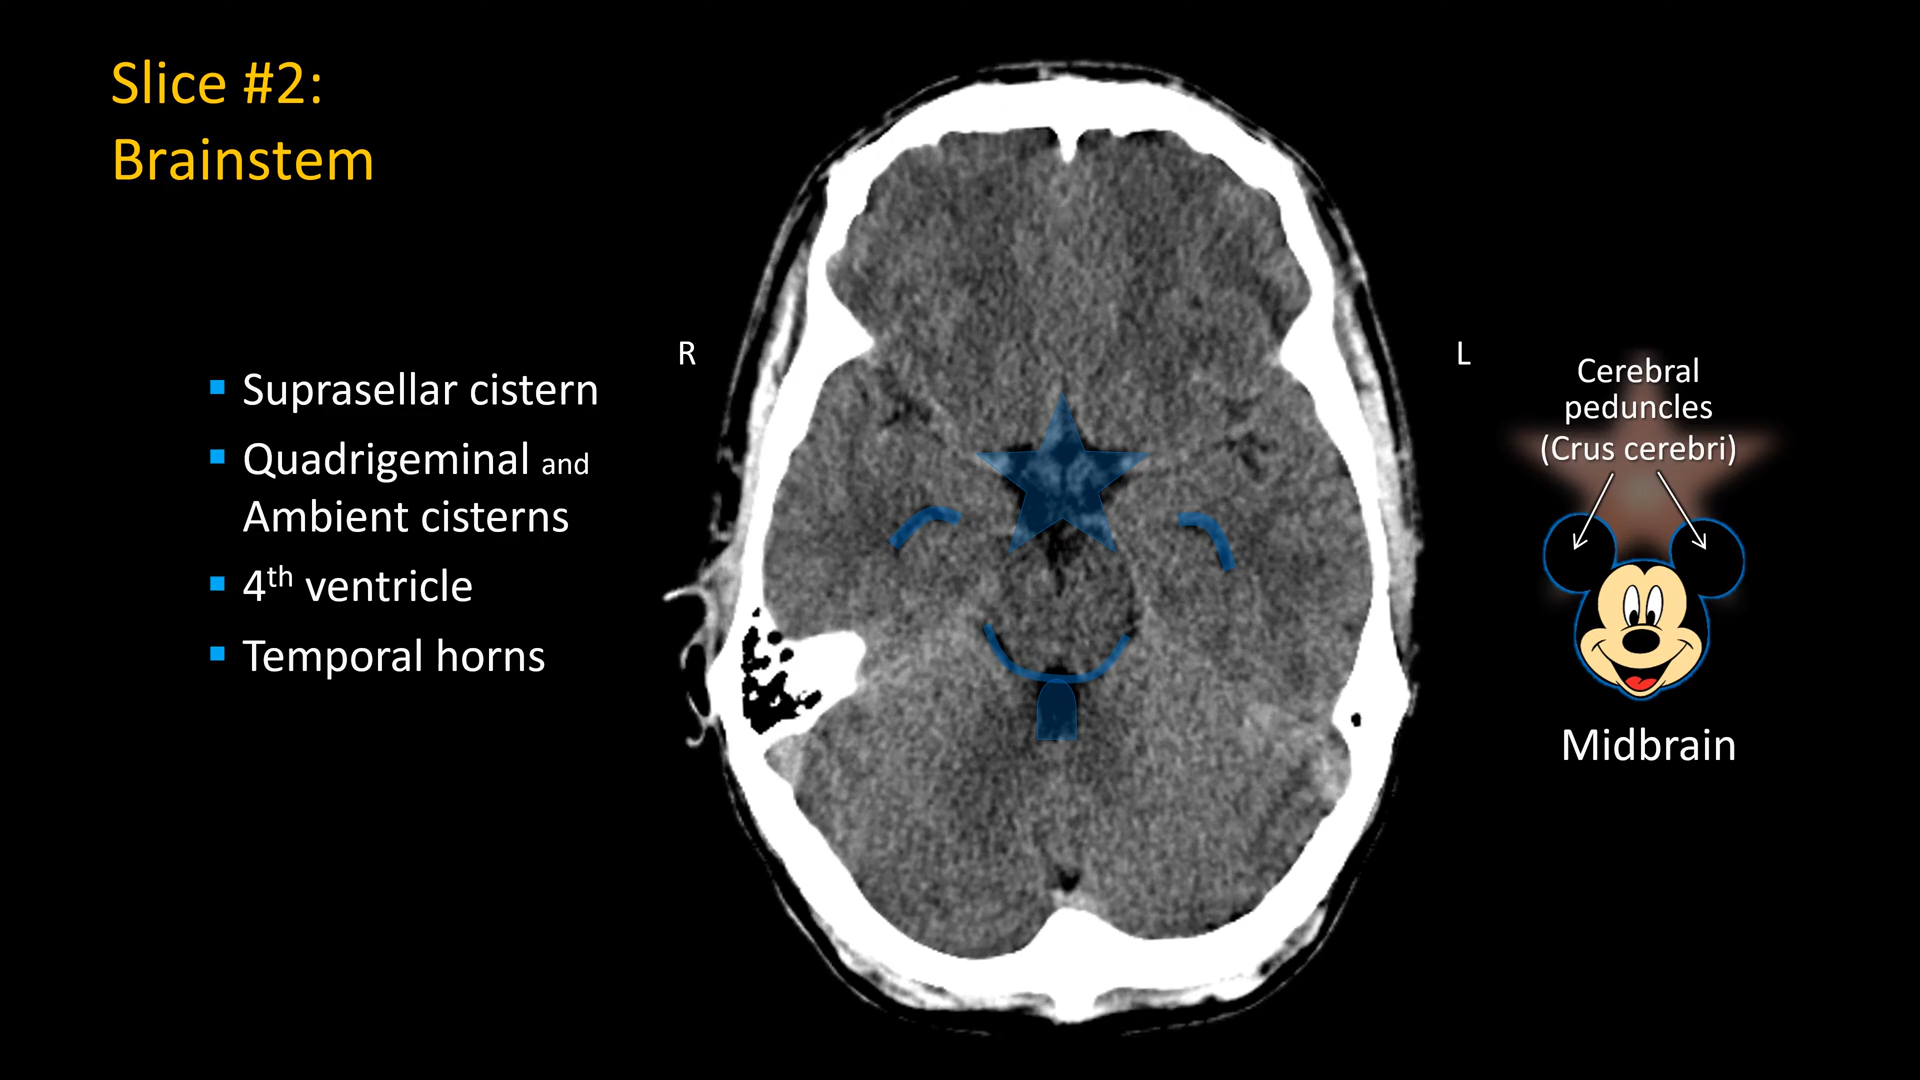 Slice #2:
Brainstem
▪ Suprasellar cistern
▪ Quadrigeminal and
Ambient cisterns
▪ 4th ventricle
▪ Temporal horns
R
L
Cerebral
peduncles
(Crus cerebri)
Midbrain